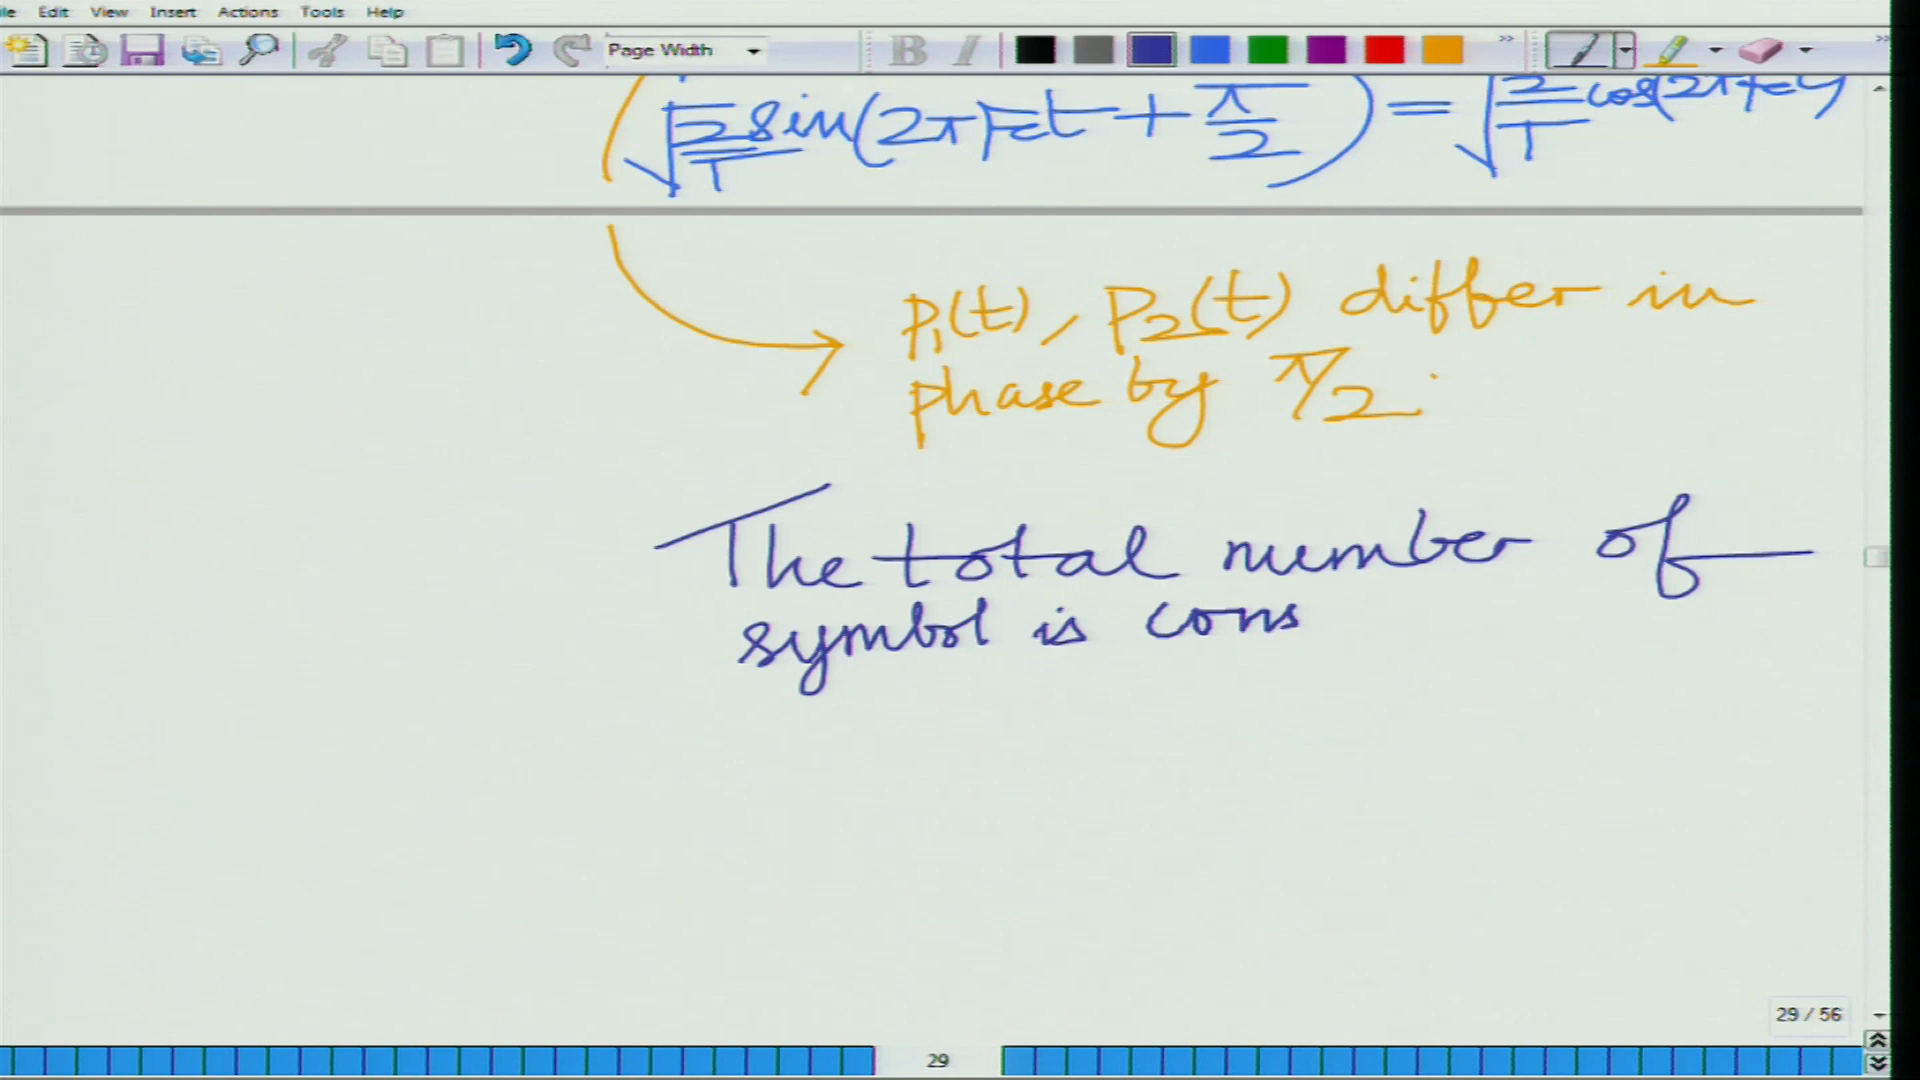 Edit View Insert Actions Tools Help
Page Width
(√2/T sin(2πFct + π/2) = √2/T cos(2πFct)
p1(t), p2(t) differ in
phase by π/2.
The total number of
symbol is cons
29 / 56
29